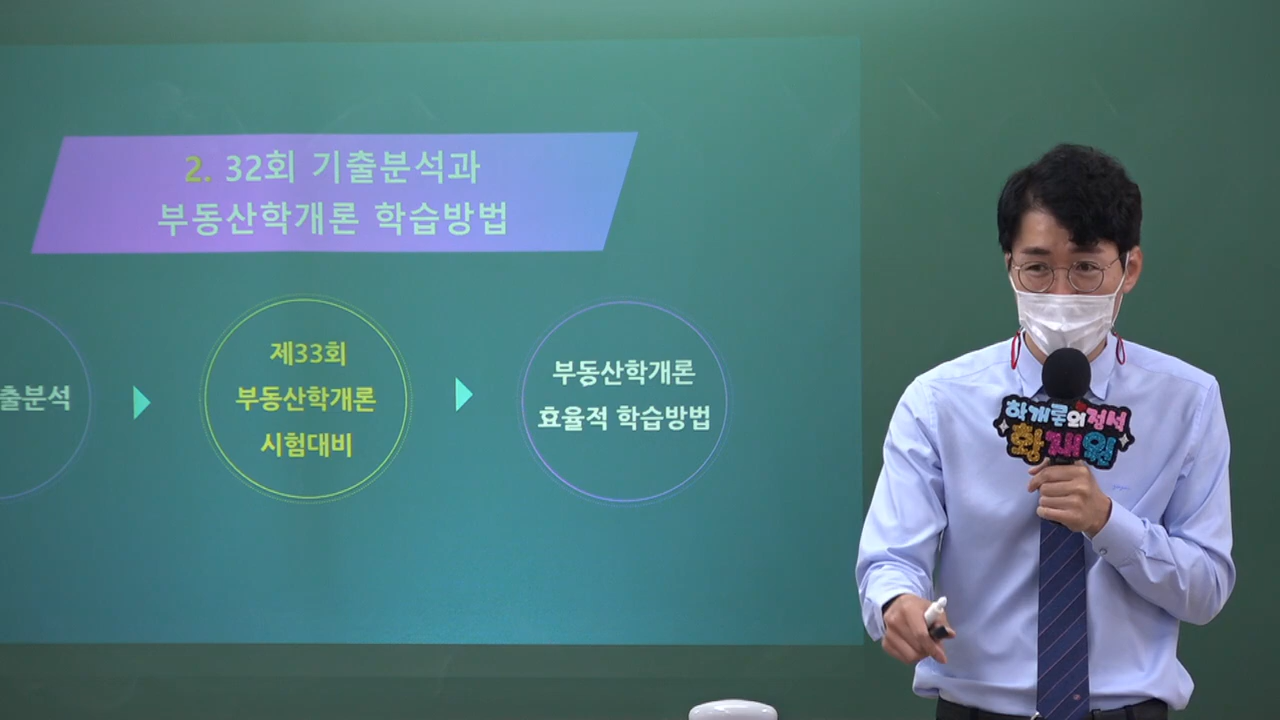 2. 32회 기출분석과
부동산학개론 학습방법
출분석
제33회
부동산학개론
시험대비
부동산학개론
효율적 학습방법
학개론의 정석
황재원